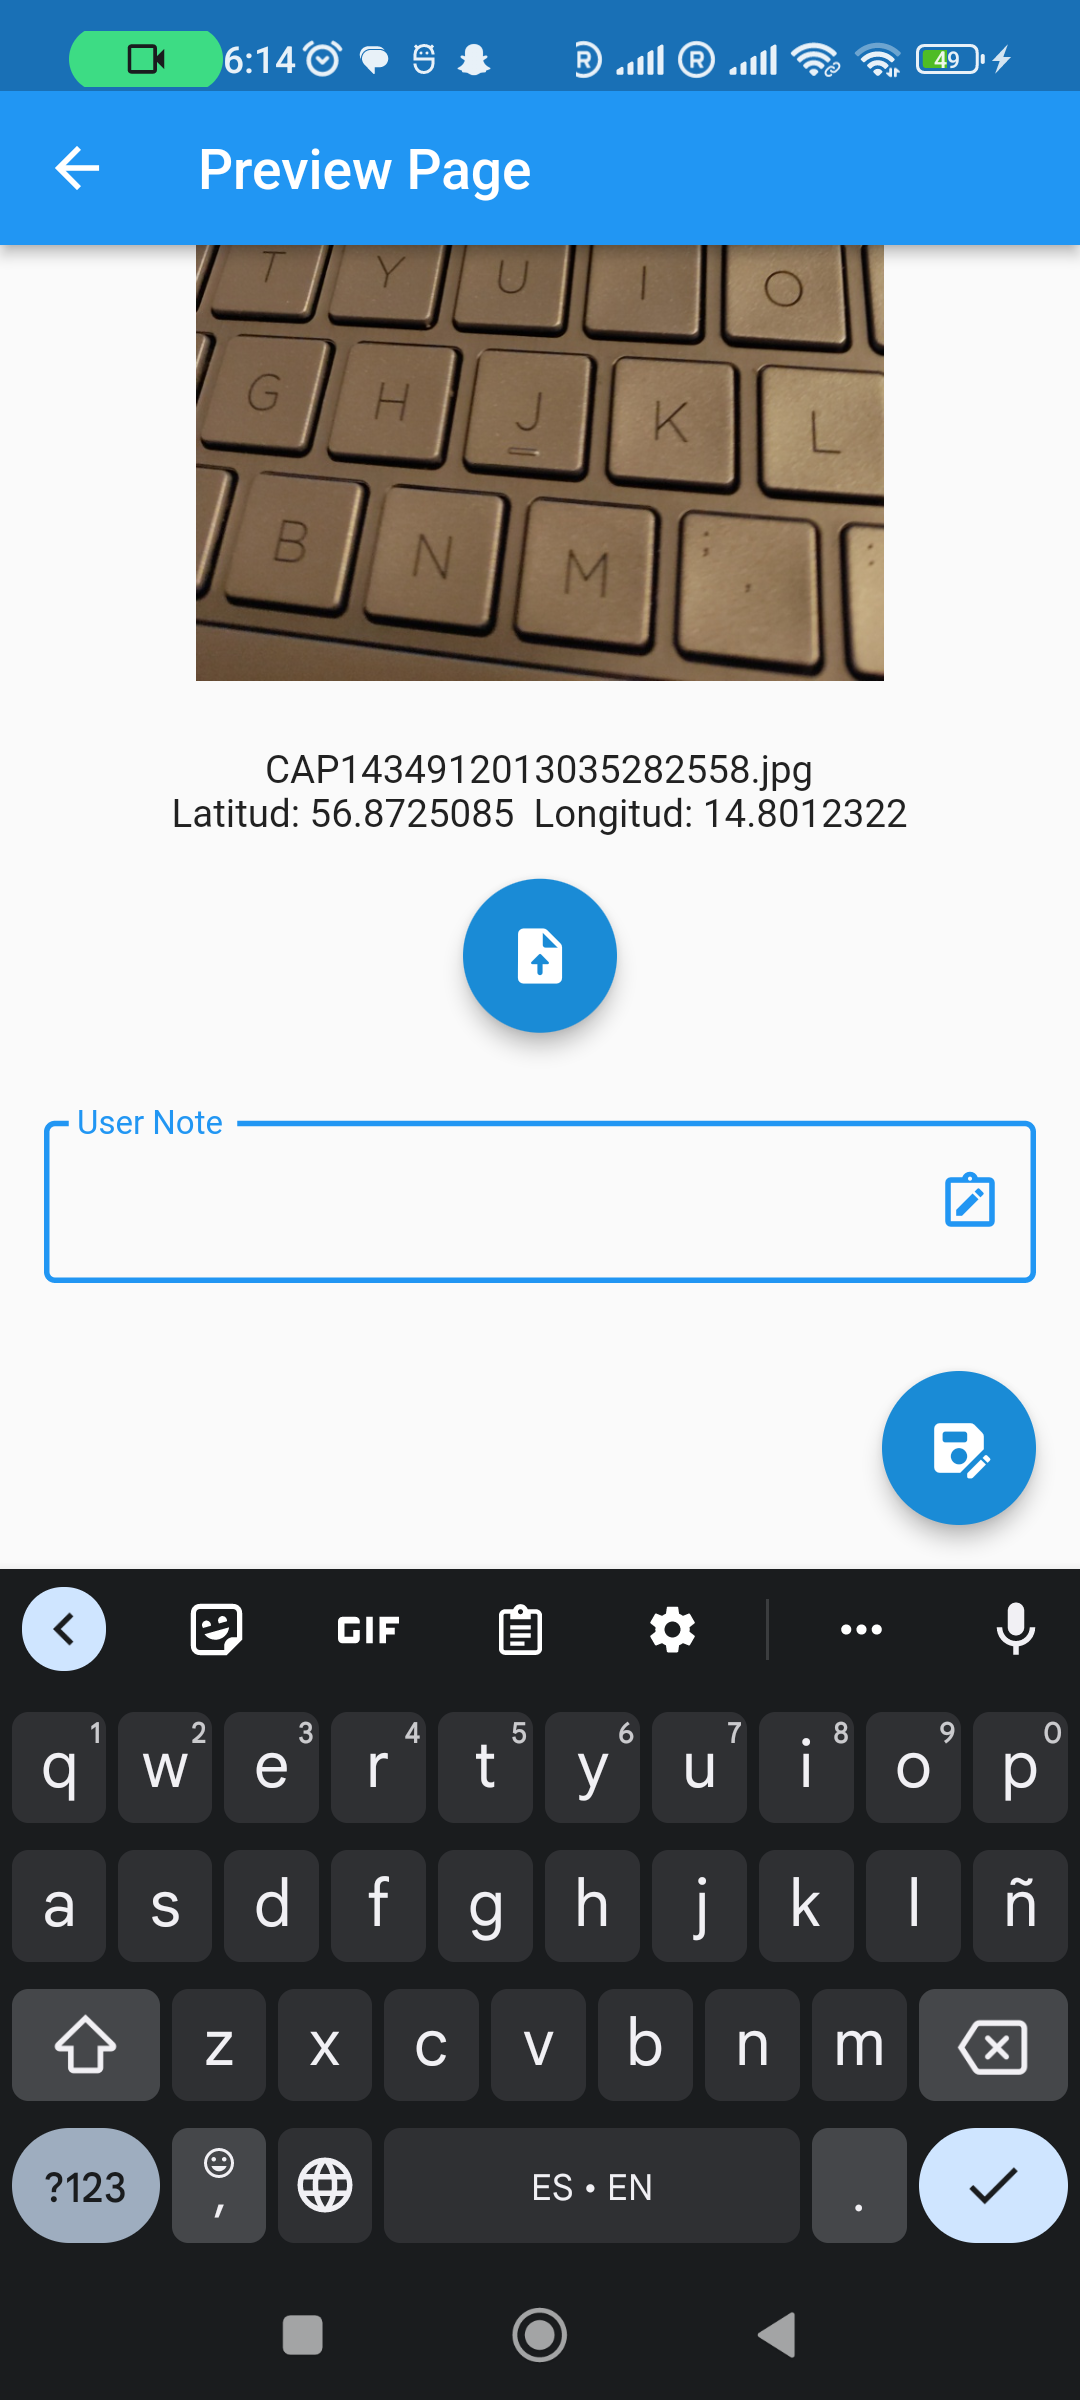 6:14 R R 49
Preview Page
T Y U I O
G H J K L
B N M ; , :
CAP1434912013035282558.jpg
Latitud: 56.8725085 Longitud: 14.8012322
User Note
GIF
q1 w2 e3 r4 t5 y6 u7 i8 o9 p0
a s d f g h j k l ñ
z x c v b n m
?123 , ES • EN .